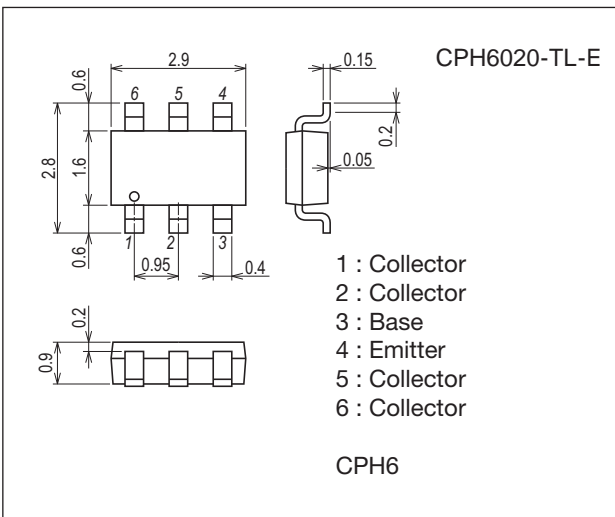 CPH6020-TL-E
2.9
0.15
0.6
6 5 4
0.2
2.8
1.6
0.05
1 2 3
0.6
0.95
0.4
1 : Collector
2 : Collector
3 : Base
4 : Emitter
5 : Collector
6 : Collector
0.2
0.9
CPH6